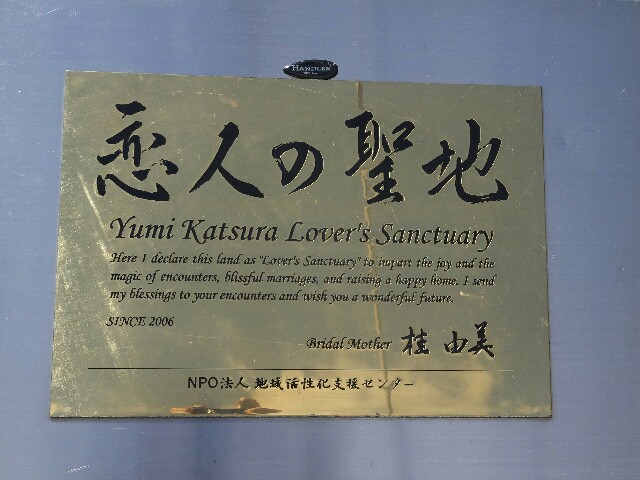 HANDLER
恋人の聖地
Yumi Katsura Lover's Sanctuary
Here I declare this land as "Lover's Sanctuary" to impart the joy and the
magic of encounters, blissful marriages, and raising a happy home. I send
my blessings to your encounters and wish you a wonderful future.
SINCE 2006
Bridal Mother 桂 由美
NPO法人 地域活性化支援センター